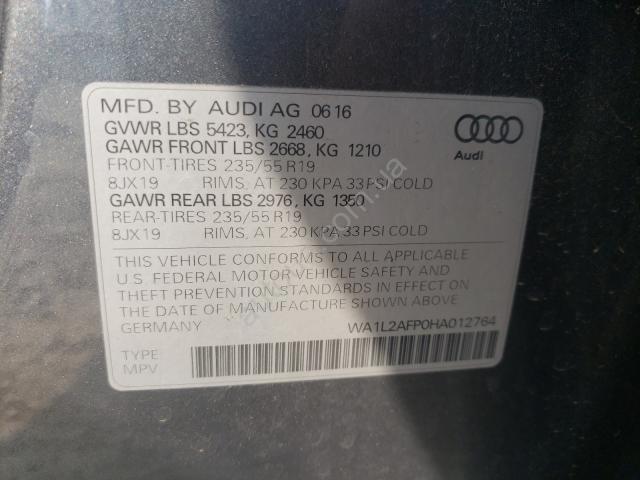 MFD. BY AUDI AG 06 16
GVWR LBS 5423, KG 2460
GAWR FRONT LBS 2668, KG 1210
FRONT-TIRES 235/55 R19
8JX19 RIMS, AT 230 KPA 33 PSI COLD
GAWR REAR LBS 2976, KG 1350
REAR-TIRES 235/55 R19
8JX19 RIMS, AT 230 KPA 33 PSI COLD
THIS VEHICLE CONFORMS TO ALL APPLICABLE
U.S. FEDERAL MOTOR VEHICLE SAFETY AND
THEFT PREVENTION STANDARDS IN EFFECT ON
THE DATE OF MANUFACTURE SHOWN ABOVE
GERMANY WA1L2AFP0HA012764
TYPE:
MPV
Audi